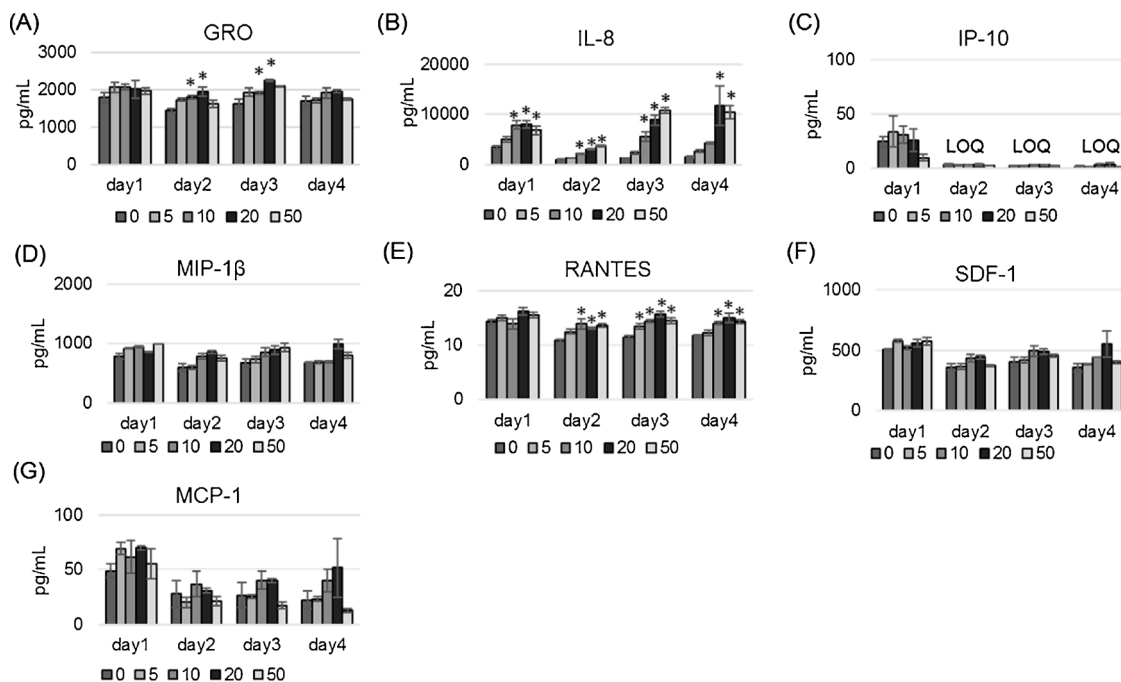 (A)
GRO
pg/mL
3000
2000
1000
0
* * * *
day1 day2 day3 day4
0 5 10 20 50
(B)
IL-8
pg/mL
20000
10000
0
* * * * * * * * * * *
day1 day2 day3 day4
0 5 10 20 50
(C)
IP-10
pg/mL
100
50
0
LOQ LOQ LOQ
day1 day2 day3 day4
0 5 10 20 50
(D)
MIP-1β
pg/mL
2000
1000
0
day1 day2 day3 day4
0 5 10 20 50
(E)
RANTES
pg/mL
20
10
0
* * * * * * * * * *
day1 day2 day3 day4
0 5 10 20 50
(F)
SDF-1
pg/mL
1000
500
0
day1 day2 day3 day4
0 5 10 20 50
(G)
MCP-1
pg/mL
100
50
0
day1 day2 day3 day4
0 5 10 20 50